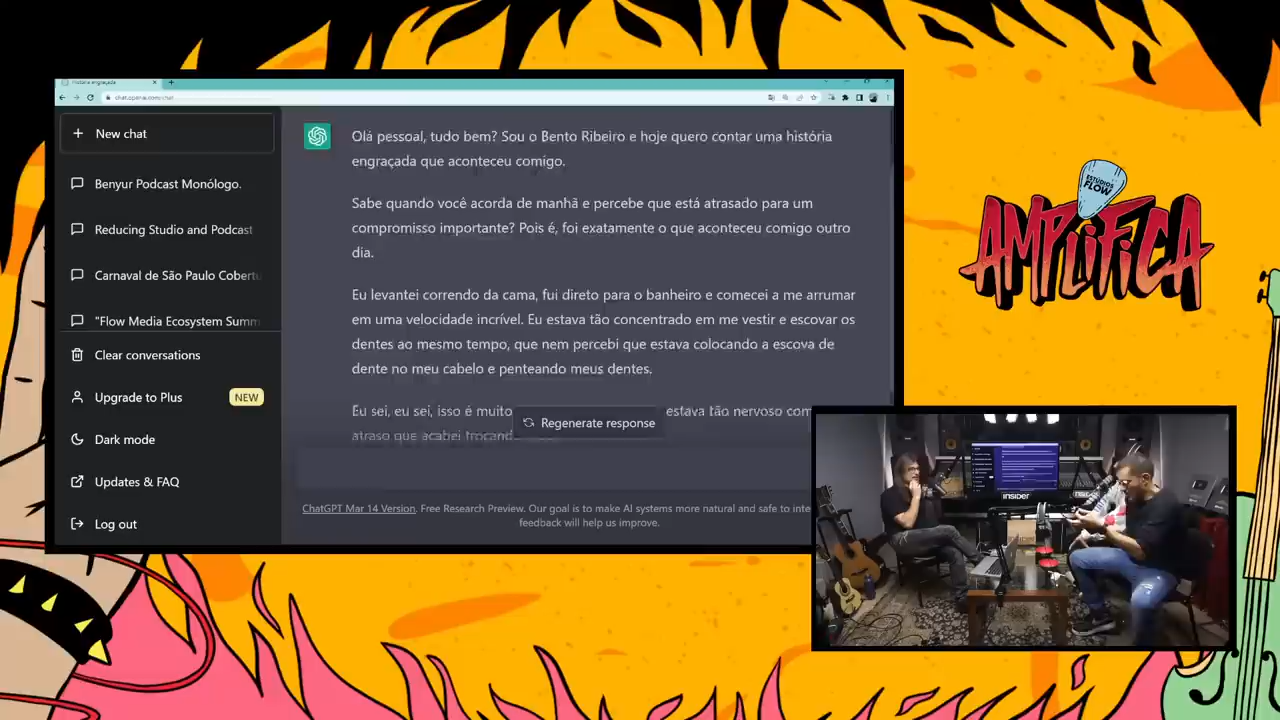 chat.openai.com/chat
New chat
Benyur Podcast Monólogo.
Reducing Studio and Podcast
Carnaval de São Paulo Cobertu
"Flow Media Ecosystem Summ
Clear conversations
Upgrade to Plus
NEW
Dark mode
Updates & FAQ
Log out
Olá pessoal, tudo bem? Sou o Bento Ribeiro e hoje quero contar uma história
engraçada que aconteceu comigo.
Sabe quando você acorda de manhã e percebe que está atrasado para um
compromisso importante? Pois é, foi exatamente o que aconteceu comigo outro
dia.
Eu levantei correndo da cama, fui direto para o banheiro e comecei a me arrumar
em uma velocidade incrível. Eu estava tão concentrado em me vestir e escovar os
dentes ao mesmo tempo, que nem percebi que estava colocando a escova de
dente no meu cabelo e penteando meus dentes.
Eu sei, eu sei, isso é muito estava tão nervoso com
atraso que acabei trocand
Regenerate response
ChatGPT Mar 14 Version. Free Research Preview. Our goal is to make AI systems more natural and safe to inte
feedback will help us improve.
ESTÚDIOS
FLOW
AMPLIFICA
insider